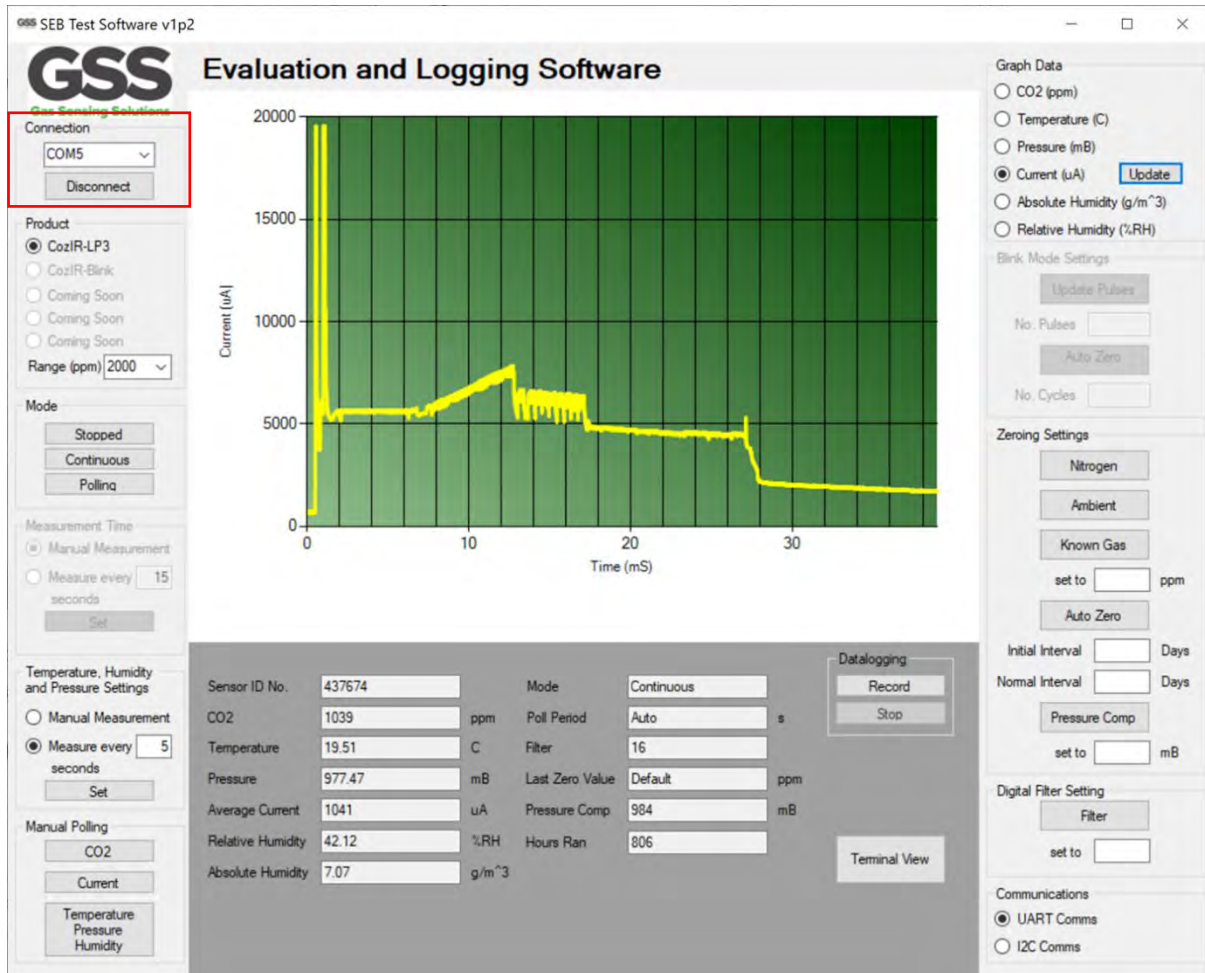 GSS SEB Test Software v1p2
GSS
Gas Sensing Solutions
Evaluation and Logging Software
Connection
COM5
Disconnect
Product
CozIR-LP3
CozIR-Blink
Coming Soon
Coming Soon
Coming Soon
Range (ppm) 2000
Mode
Stopped
Continuous
Polling
Measurement Time
Manual Measurement
Measure every 15
seconds
Set
Temperature, Humidity
and Pressure Settings
Manual Measurement
Measure every 5
seconds
Set
Manual Polling
CO2
Current
Temperature
Pressure
Humidity
20000
15000
10000
5000
0
Current (uA)
0 10 20 30
Time (mS)
Sensor ID No. 437674
CO2 1039 ppm
Temperature 19.51 C
Pressure 977.47 mB
Average Current 1041 uA
Relative Humidity 42.12 %RH
Absolute Humidity 7.07 g/m^3
Mode Continuous
Poll Period Auto s
Filter 16
Last Zero Value Default ppm
Pressure Comp 984 mB
Hours Ran 806
Datalogging
Record
Stop
Terminal View
Graph Data
CO2 (ppm)
Temperature (C)
Pressure (mB)
Current (uA) Update
Absolute Humidity (g/m^3)
Relative Humidity (%RH)
Blink Mode Settings
Update Pulses
No. Pulses
Auto Zero
No. Cycles
Zeroing Settings
Nitrogen
Ambient
Known Gas
set to ppm
Auto Zero
Initial Interval Days
Normal Interval Days
Pressure Comp
set to mB
Digital Filter Setting
Filter
set to
Communications
UART Comms
I2C Comms